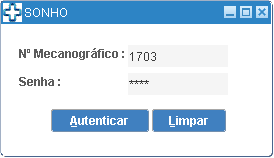 SONHO
Nº Mecanográfico : 1703
Senha : ****
Autenticar Limpar